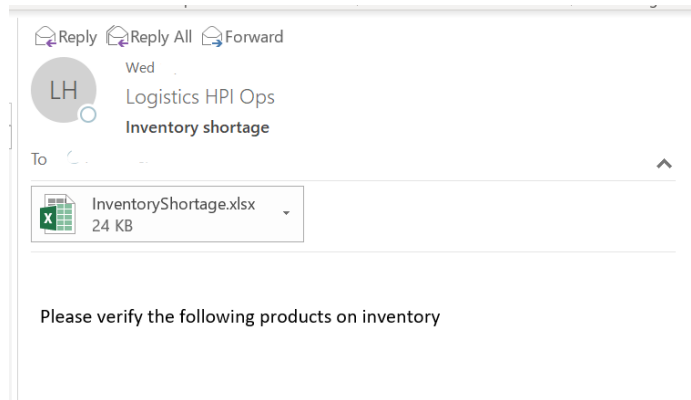 Reply Reply All Forward
Wed
LH
Logistics HPI Ops
Inventory shortage
To
InventoryShortage.xlsx
24 KB
Please verify the following products on inventory